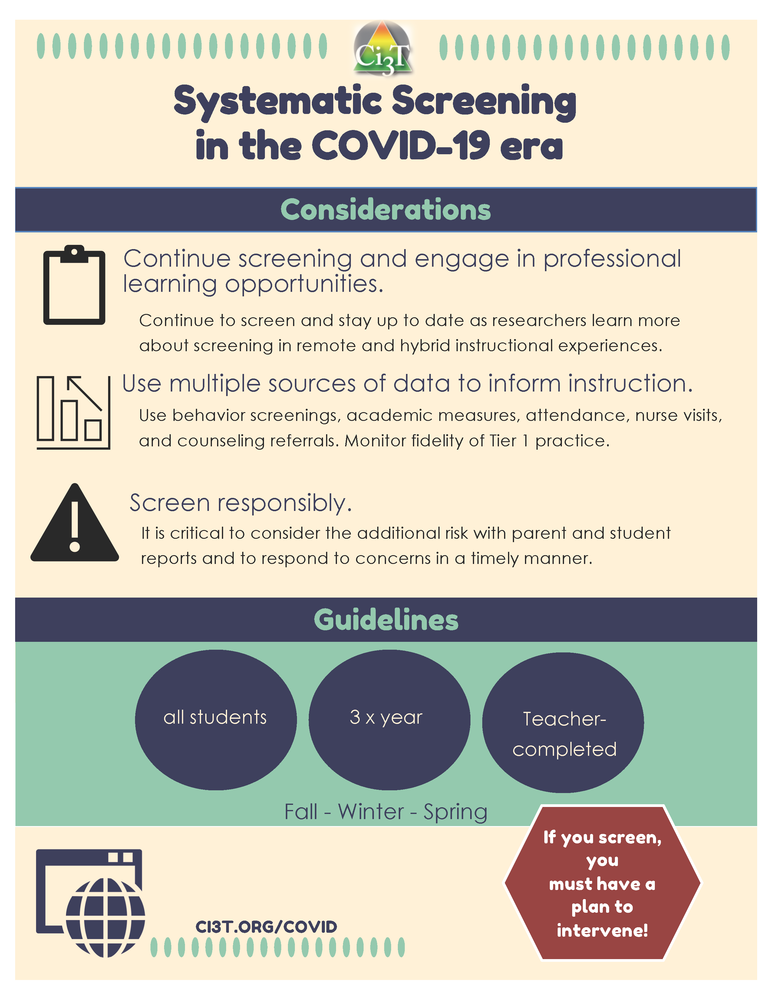 Ci3T
Systematic Screening
in the COVID-19 era
Considerations
Continue screening and engage in professional
learning opportunities.
Continue to screen and stay up to date as researchers learn more
about screening in remote and hybrid instructional experiences.
Use multiple sources of data to inform instruction.
Use behavior screenings, academic measures, attendance, nurse visits,
and counseling referrals. Monitor fidelity of Tier 1 practice.
Screen responsibly.
It is critical to consider the additional risk with parent and student
reports and to respond to concerns in a timely manner.
Guidelines
all students
3 x year
Teacher-
completed
Fall - Winter - Spring
If you screen,
you
must have a
plan to
intervene!
CI3T.ORG/COVID